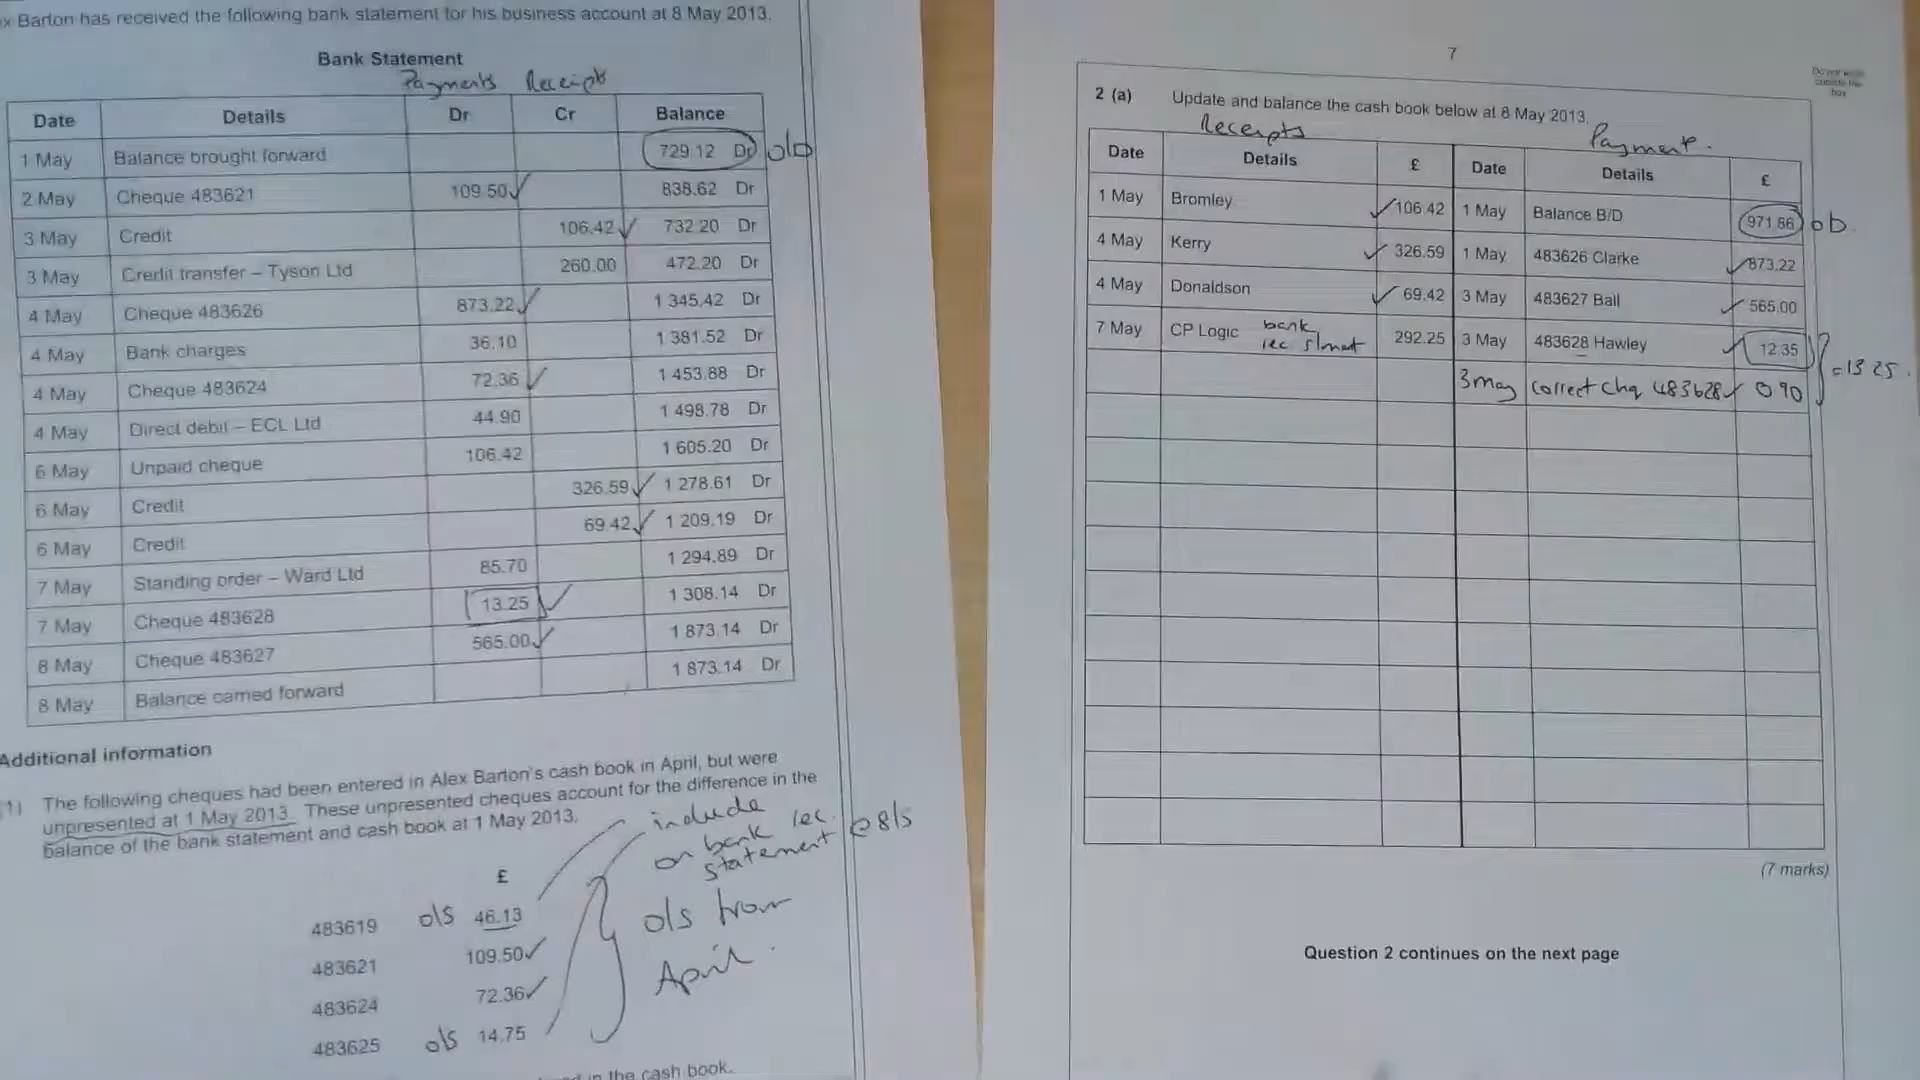 x Barton has received the following bank statement for his business account at 8 May 2013.
Bank Statement
Payments Receipts
Date Details Dr Cr Balance
1 May Balance brought forward 729.12 Dr o/b
2 May Cheque 483621 109.50✓ 838.62 Dr
3 May Credit 106.42✓ 732.20 Dr
3 May Credit transfer – Tyson Ltd 260.00 472.20 Dr
4 May Cheque 483626 873.22✓ 1 345.42 Dr
4 May Bank charges 36.10 1 381.52 Dr
4 May Cheque 483624 72.36✓ 1 453.88 Dr
4 May Direct debit – ECL Ltd 44.90 1 498.78 Dr
6 May Unpaid cheque 106.42 1 605.20 Dr
6 May Credit 326.59✓ 1 278.61 Dr
6 May Credit 69.42✓ 1 209.19 Dr
7 May Standing order – Ward Ltd 85.70 1 294.89 Dr
7 May Cheque 483628 13.25✓ 1 308.14 Dr
8 May Cheque 483627 565.00✓ 1 873.14 Dr
8 May Balance carried forward 1 873.14 Dr
Additional information
1) The following cheques had been entered in Alex Barton's cash book in April, but were
unpresented at 1 May 2013. These unpresented cheques account for the difference in the
balance of the bank statement and cash book at 1 May 2013.
include
on bank rec.
statement @8/5
£
483619 o/s 46.13
483621 109.50✓
483624 72.36✓
483625 o/s 14.75
o/s from
April.
in the cash book.
7
Do not write
outside the
box
2 (a) Update and balance the cash book below at 8 May 2013.
Receipts Payment.
Date Details £ Date Details £
1 May Bromley ✓106.42 1 May Balance B/D 971.86 o b
4 May Kerry ✓326.59 1 May 483626 Clarke ✓873.22
4 May Donaldson ✓69.42 3 May 483627 Ball ✓565.00
7 May CP Logic bank rec stmnt 292.25 3 May 483628 Hawley ✓12.35
3 may correct chq 483628✓ 0 90
= 13 25.
(7 marks)
Question 2 continues on the next page